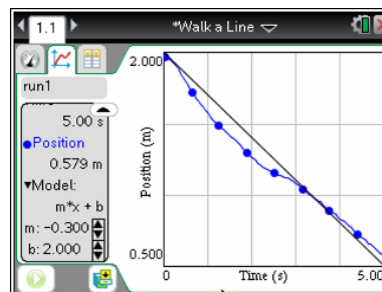 1.1
*Walk a Line
run1
5.00 s
Position
0.579 m
▾Model:
m*x + b
m: -0.300
b: 2.000
2.000
Position (m)
0.500
0
Time (s)
5.00